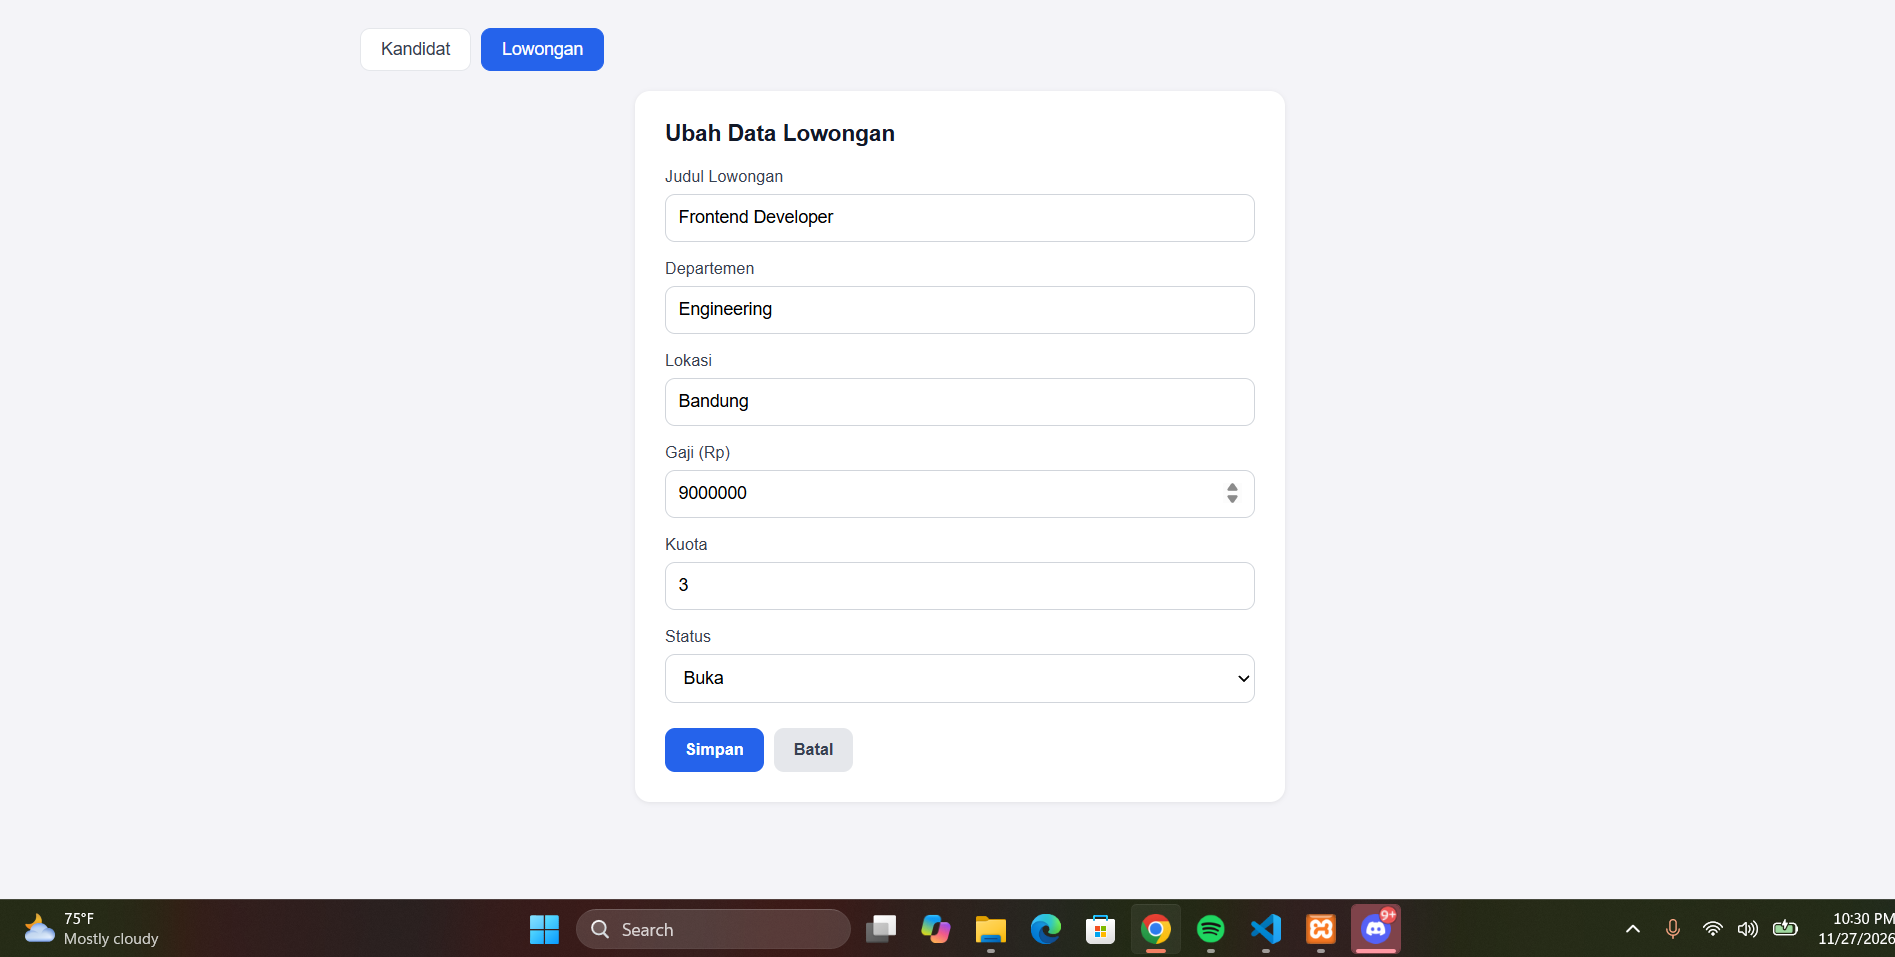 Kandidat
Lowongan
Ubah Data Lowongan
Judul Lowongan
Frontend Developer
Departemen
Engineering
Lokasi
Bandung
Gaji (Rp)
9000000
Kuota
3
Status
Buka
Simpan
Batal
75°F
Mostly cloudy
Search
9+
10:30 PM
11/27/2026